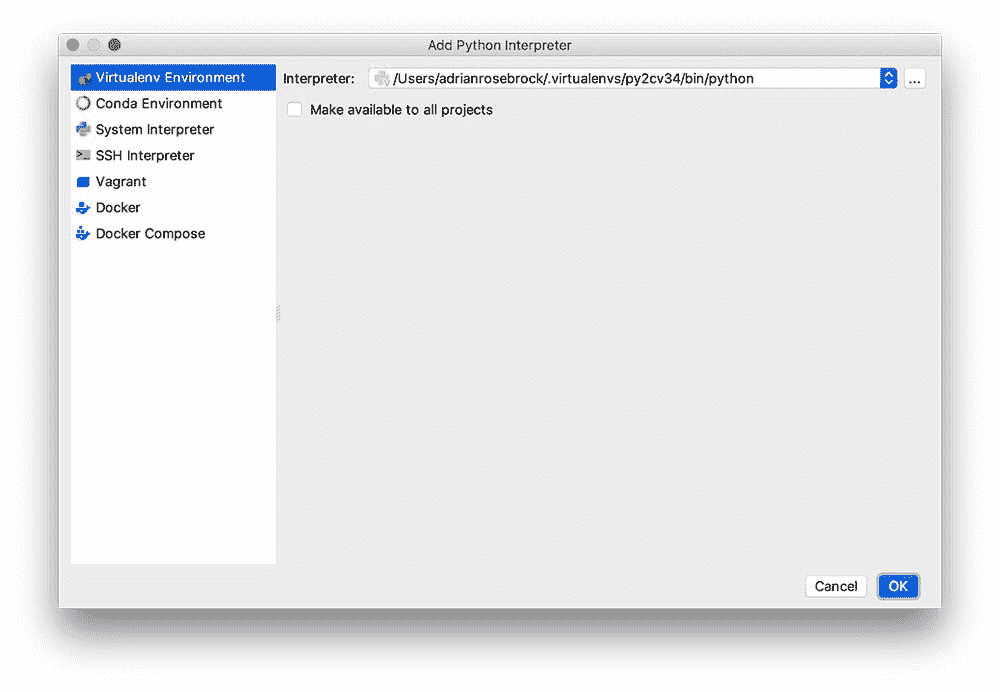 Add Python Interpreter
Virtualenv Environment
Conda Environment
System Interpreter
SSH Interpreter
Vagrant
Docker
Docker Compose
Interpreter: /Users/adrianrosebrock/.virtualenvs/py2cv34/bin/python ...
Make available to all projects
Cancel OK